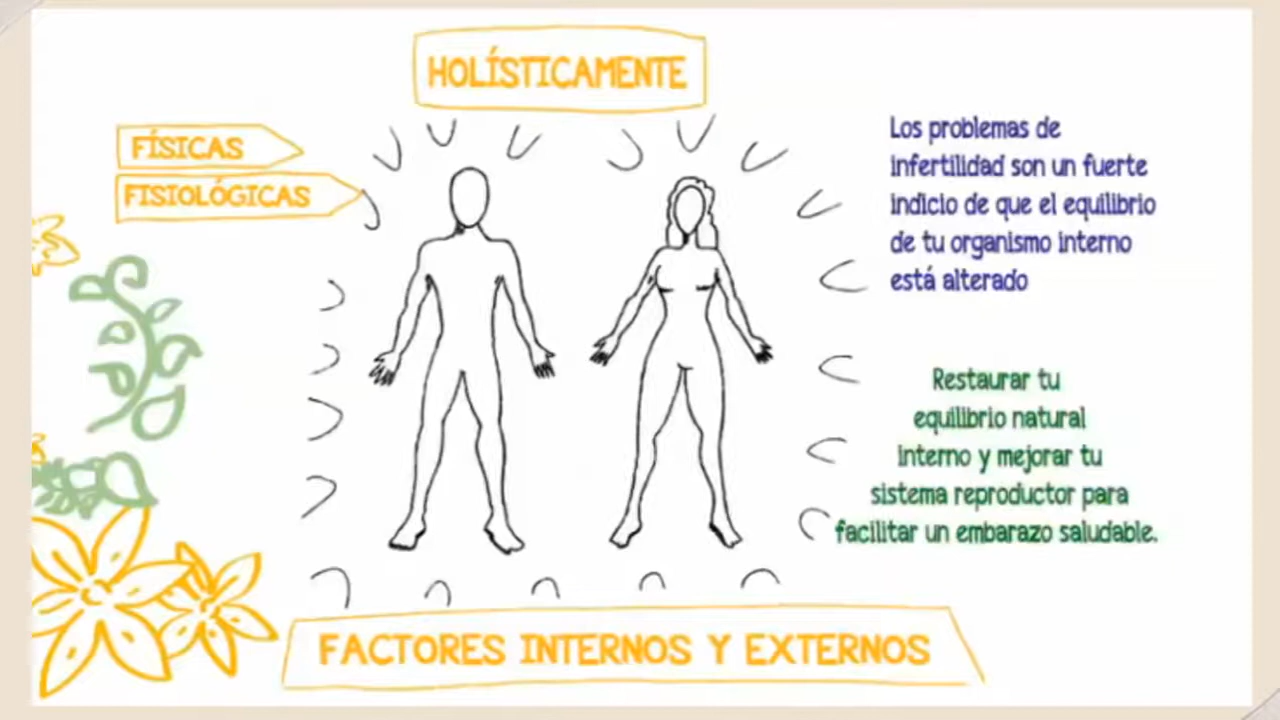 HOLÍSTICAMENTE
FÍSICAS
FISIOLÓGICAS
Los problemas de
infertilidad son un fuerte
indicio de que el equilibrio
de tu organismo interno
está alterado
Restaurar tu
equilibrio natural
interno y mejorar tu
sistema reproductor para
facilitar un embarazo saludable.
FACTORES INTERNOS Y EXTERNOS